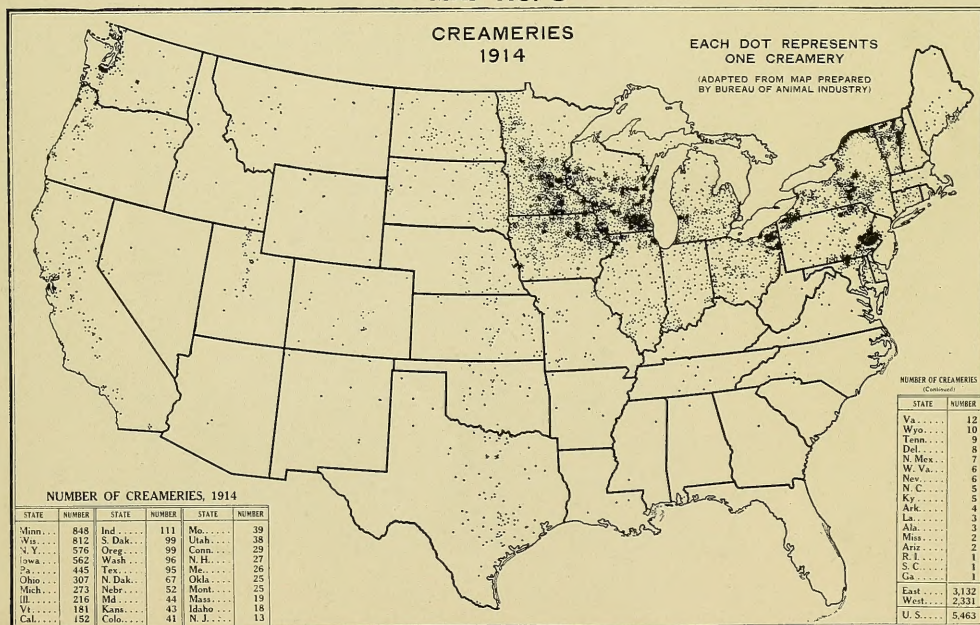 CREAMERIES
1914
EACH DOT REPRESENTS
ONE CREAMERY
(ADAPTED FROM MAP PREPARED
BY BUREAU OF ANIMAL INDUSTRY)
NUMBER OF CREAMERIES, 1914
STATE NUMBER STATE NUMBER STATE NUMBER
Minn.... 848 Ind..... 111 Mo..... 39
Wis..... 812 S. Dak... 99 Utah.... 38
N. Y..... 576 Oreg.... 99 Conn.... 29
Iowa.... 562 Wash.... 96 N. H..... 27
Pa...... 445 Tex..... 95 Me..... 26
Ohio.... 307 N. Dak... 67 Okla.... 25
Mich.... 273 Nebr.... 52 Mont.... 25
Ill...... 216 Md..... 44 Mass.... 19
Vt...... 181 Kans.... 43 Idaho... 18
Cal..... 152 Colo.... 41 N. J..... 13
NUMBER OF CREAMERIES
(Continued)
STATE NUMBER
Va...... 12
Wyo.... 10
Tenn.... 9
Del..... 8
N. Mex... 7
W. Va... 6
Nev..... 6
N. C..... 5
Ky...... 5
Ark..... 4
La...... 3
Ala..... 3
Miss.... 2
Ariz.... 2
R. I..... 1
S. C..... 1
Ga...... 1
East.... 3,132
West.... 2,331
U. S..... 5,463